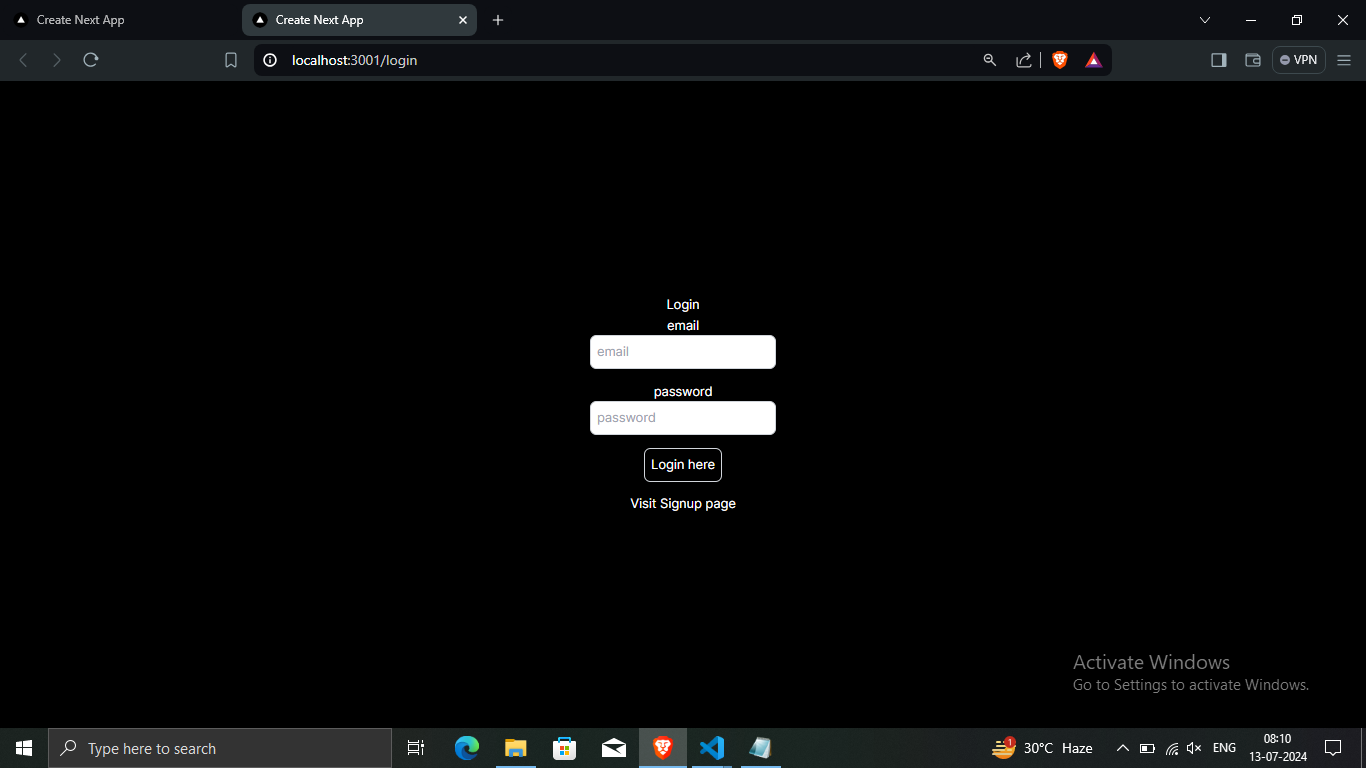 Create Next App
Create Next App
localhost:3001/login
VPN
Login
email
email
password
password
Login here
Visit Signup page
Activate Windows
Go to Settings to activate Windows.
Type here to search
1
30°C Haze
ENG
08:10
13-07-2024